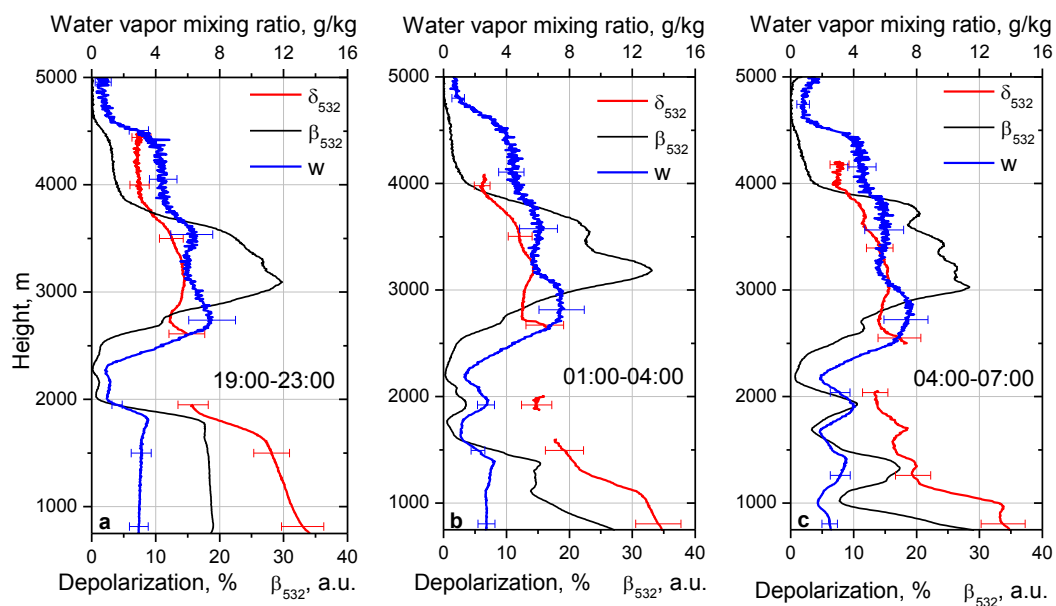 Water vapor mixing ratio, g/kg Water vapor mixing ratio, g/kg Water vapor mixing ratio, g/kg
0 4 8 12 16 0 4 8 12 16 0 4 8 12 16
5000 5000 5000
δ532 δ532 δ532
β532 β532 β532
w w w
4000 4000 4000
Height, m
3000 3000 3000
19:00-23:00 01:00-04:00 04:00-07:00
2000 2000 2000
1000 1000 1000
a b c
0 10 20 30 40 0 10 20 30 40 0 10 20 30 40
Depolarization, % β532, a.u. Depolarization, % β532, a.u. Depolarization, % β532, a.u.